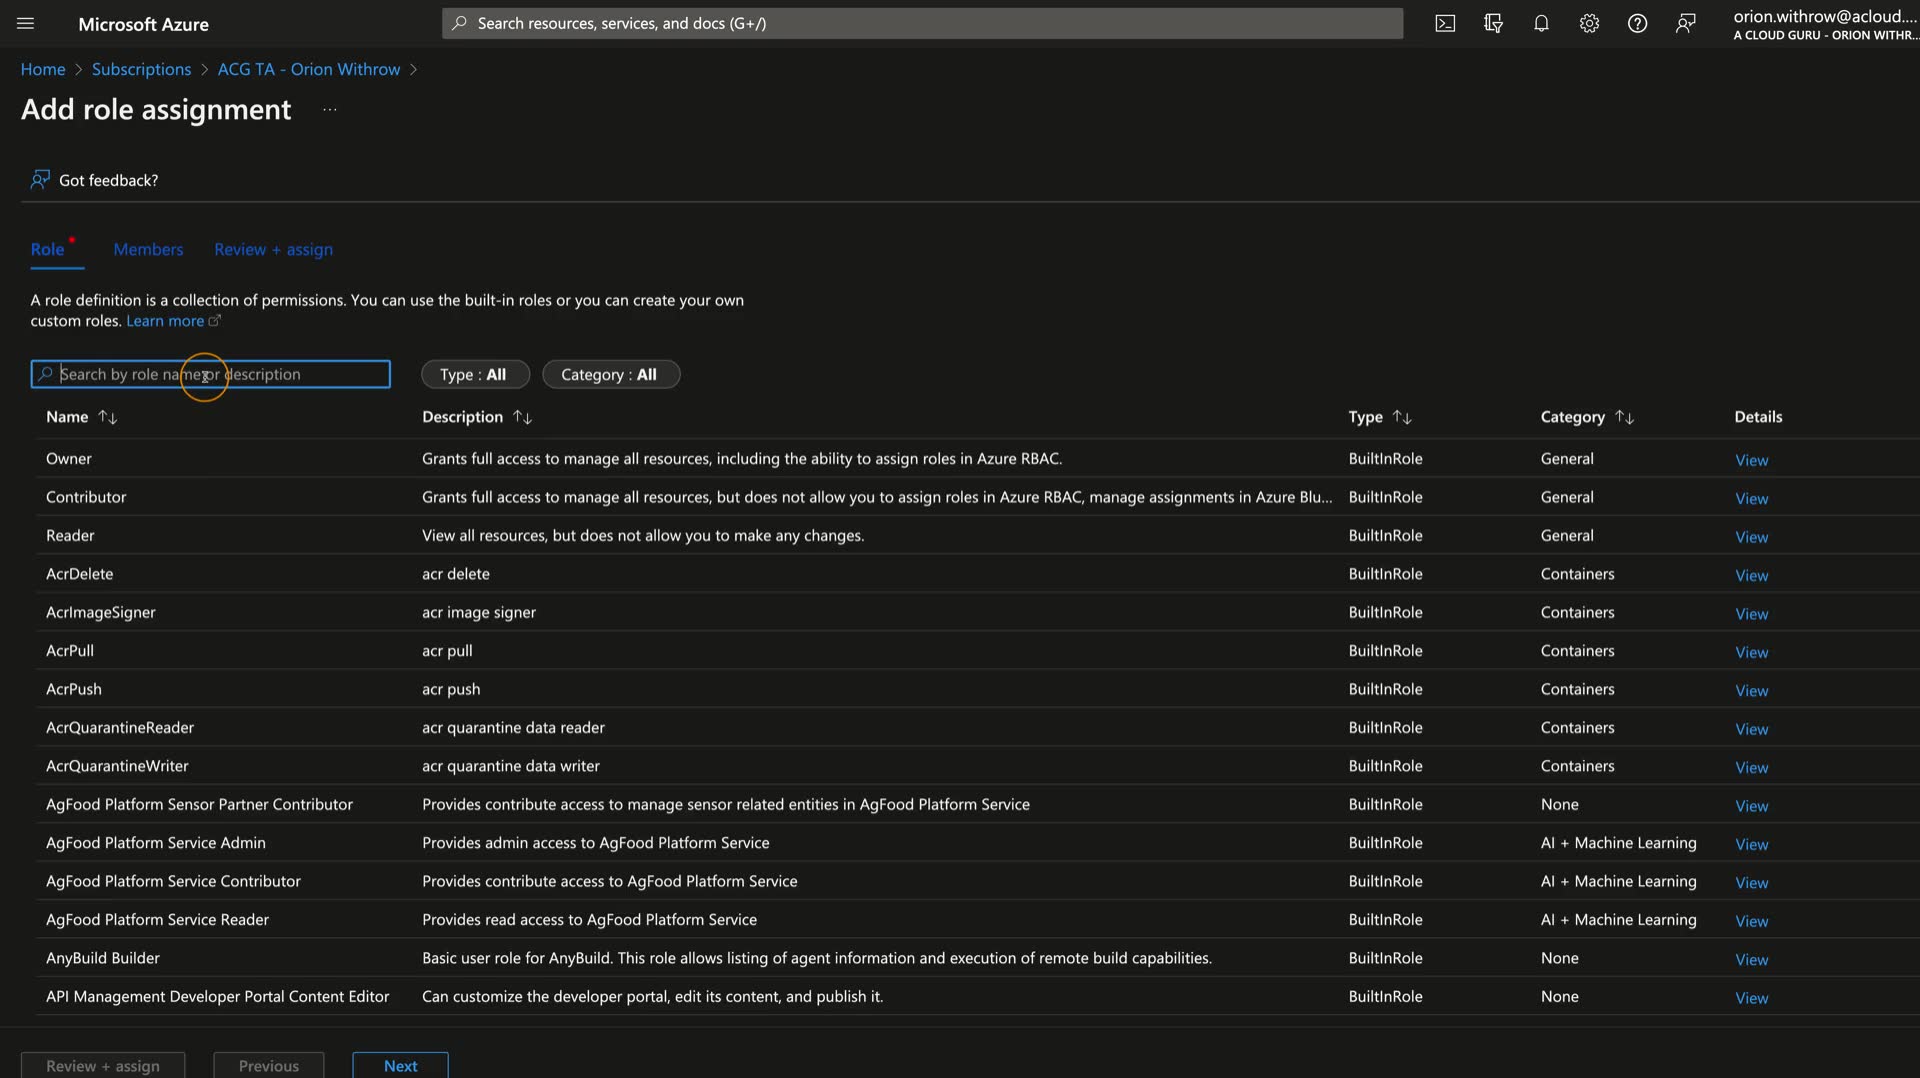 Microsoft Azure
Search resources, services, and docs (G+/)
orion.withrow@acloud....
A CLOUD GURU - ORION WITHR...
Home > Subscriptions > ACG TA - Orion Withrow >
Add role assignment ...
Got feedback?
Role * Members Review + assign
A role definition is a collection of permissions. You can use the built-in roles or you can create your own
custom roles. Learn more
Search by role name or description Type : All Category : All
Name ↑↓ Description ↑↓ Type ↑↓ Category ↑↓ Details
Owner Grants full access to manage all resources, including the ability to assign roles in Azure RBAC. BuiltInRole General View
Contributor Grants full access to manage all resources, but does not allow you to assign roles in Azure RBAC, manage assignments in Azure Blu... BuiltInRole General View
Reader View all resources, but does not allow you to make any changes. BuiltInRole General View
AcrDelete acr delete BuiltInRole Containers View
AcrImageSigner acr image signer BuiltInRole Containers View
AcrPull acr pull BuiltInRole Containers View
AcrPush acr push BuiltInRole Containers View
AcrQuarantineReader acr quarantine data reader BuiltInRole Containers View
AcrQuarantineWriter acr quarantine data writer BuiltInRole Containers View
AgFood Platform Sensor Partner Contributor Provides contribute access to manage sensor related entities in AgFood Platform Service BuiltInRole None View
AgFood Platform Service Admin Provides admin access to AgFood Platform Service BuiltInRole AI + Machine Learning View
AgFood Platform Service Contributor Provides contribute access to AgFood Platform Service BuiltInRole AI + Machine Learning View
AgFood Platform Service Reader Provides read access to AgFood Platform Service BuiltInRole AI + Machine Learning View
AnyBuild Builder Basic user role for AnyBuild. This role allows listing of agent information and execution of remote build capabilities. BuiltInRole None View
API Management Developer Portal Content Editor Can customize the developer portal, edit its content, and publish it. BuiltInRole None View
Review + assign Previous Next